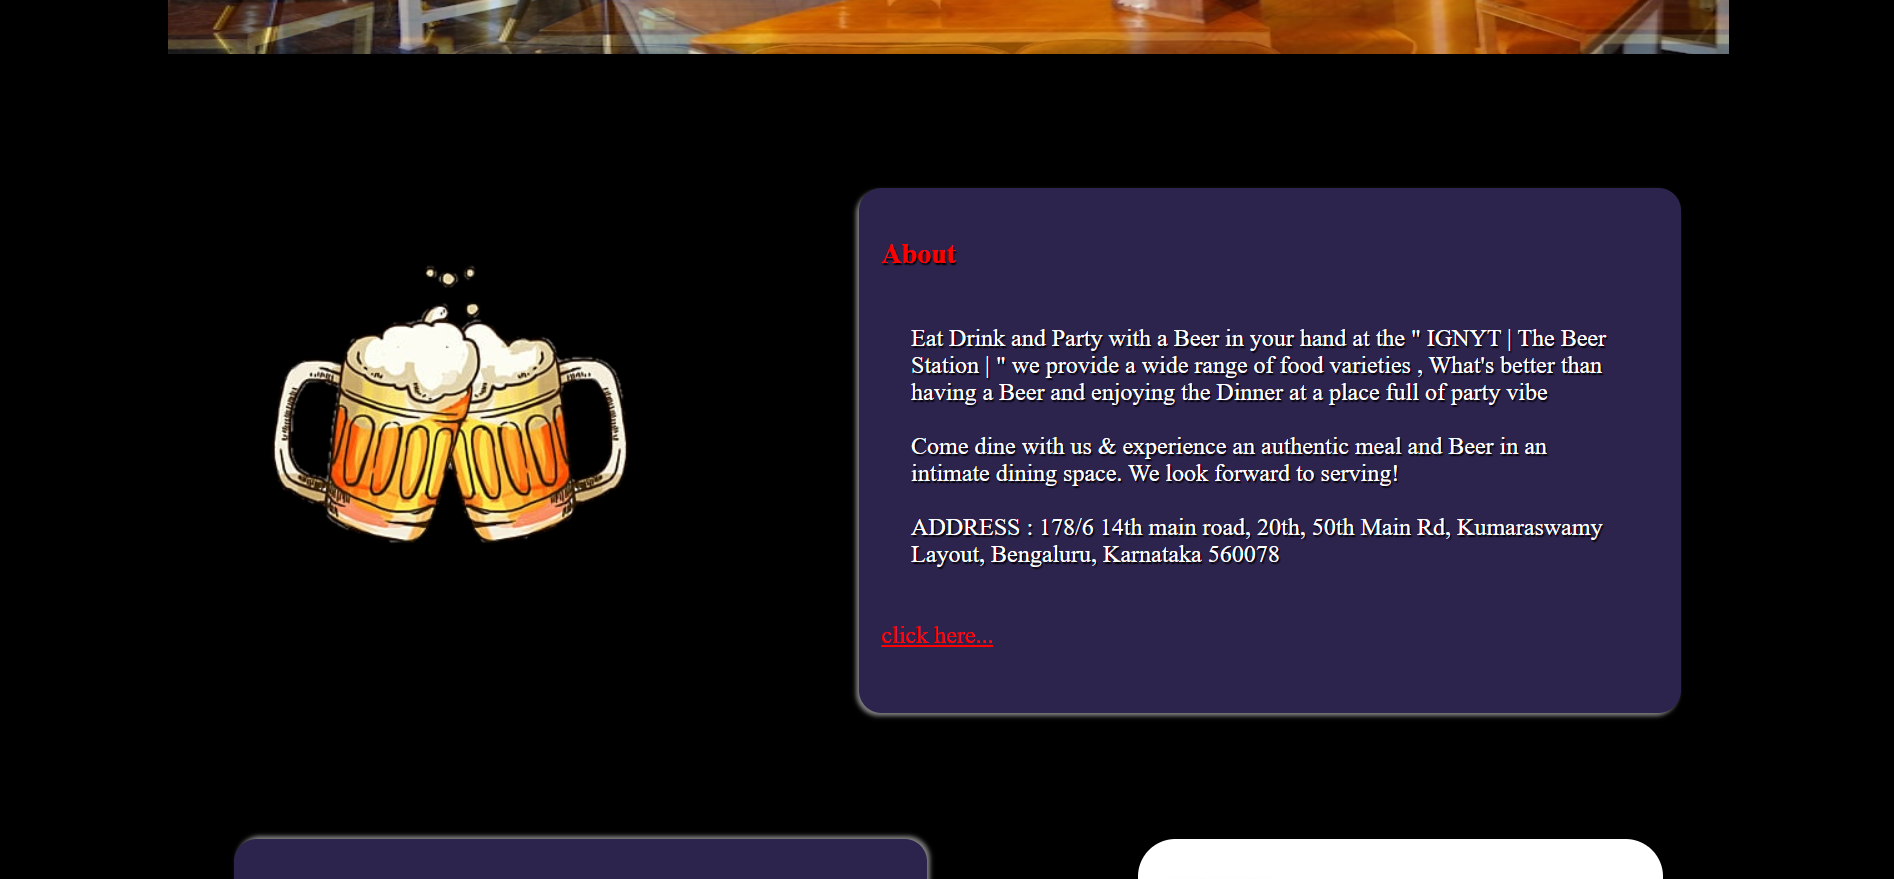 About
Eat Drink and Party with a Beer in your hand at the " IGNYT | The Beer
Station | " we provide a wide range of food varieties , What's better than
having a Beer and enjoying the Dinner at a place full of party vibe
Come dine with us & experience an authentic meal and Beer in an
intimate dining space. We look forward to serving!
ADDRESS : 178/6 14th main road, 20th, 50th Main Rd, Kumaraswamy
Layout, Bengaluru, Karnataka 560078
click here...